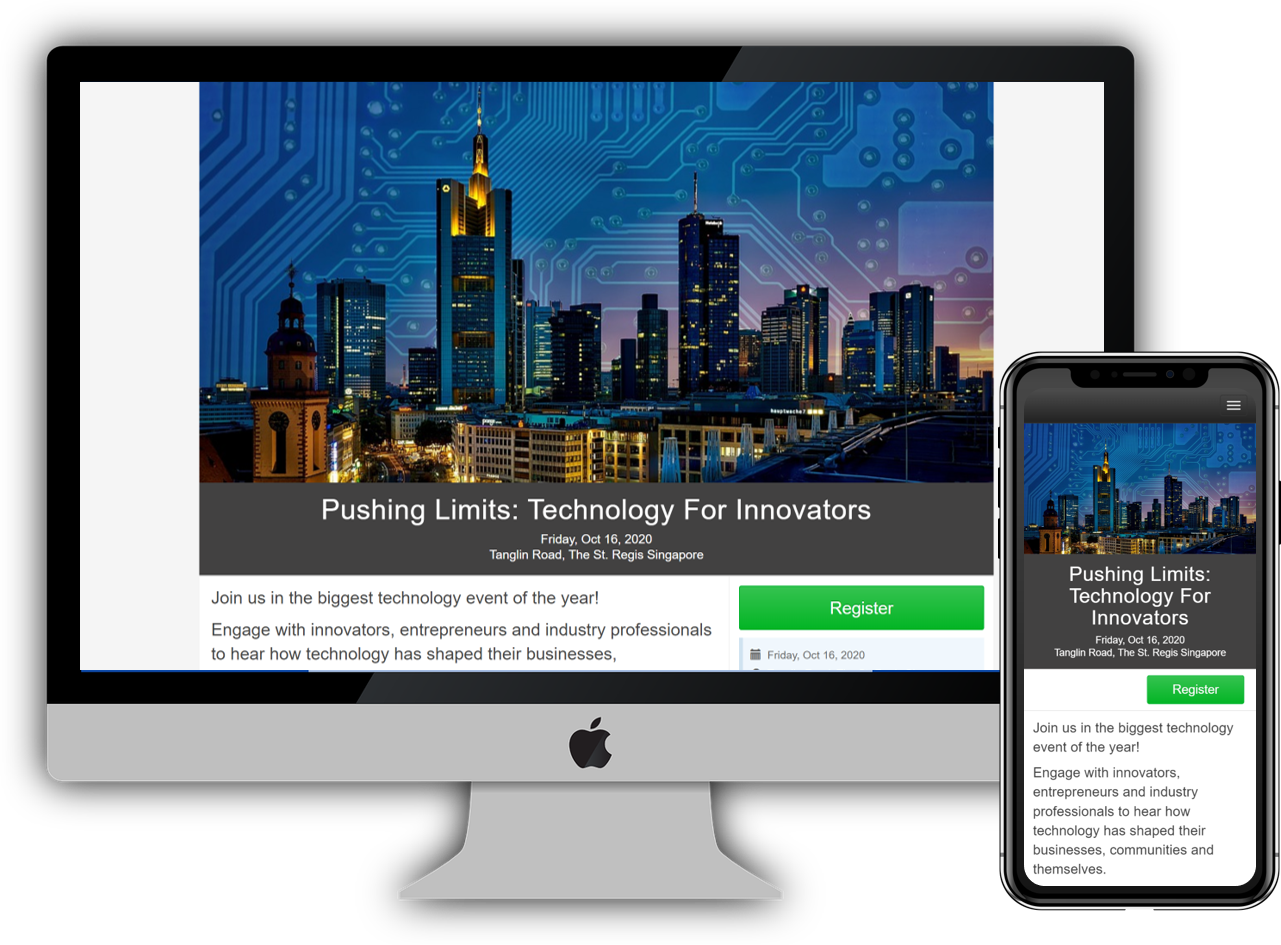 Pushing Limits: Technology For Innovators
Friday, Oct 16, 2020
Tanglin Road, The St. Regis Singapore
Join us in the biggest technology event of the year!
Engage with innovators, entrepreneurs and industry professionals
to hear how technology has shaped their businesses,
Register
Friday, Oct 16, 2020
Pushing Limits:
Technology For
Innovators
Friday, Oct 16, 2020
Tanglin Road, The St. Regis Singapore
Register
Join us in the biggest technology
event of the year!
Engage with innovators,
entrepreneurs and industry
professionals to hear how
technology has shaped their
businesses, communities and
themselves.